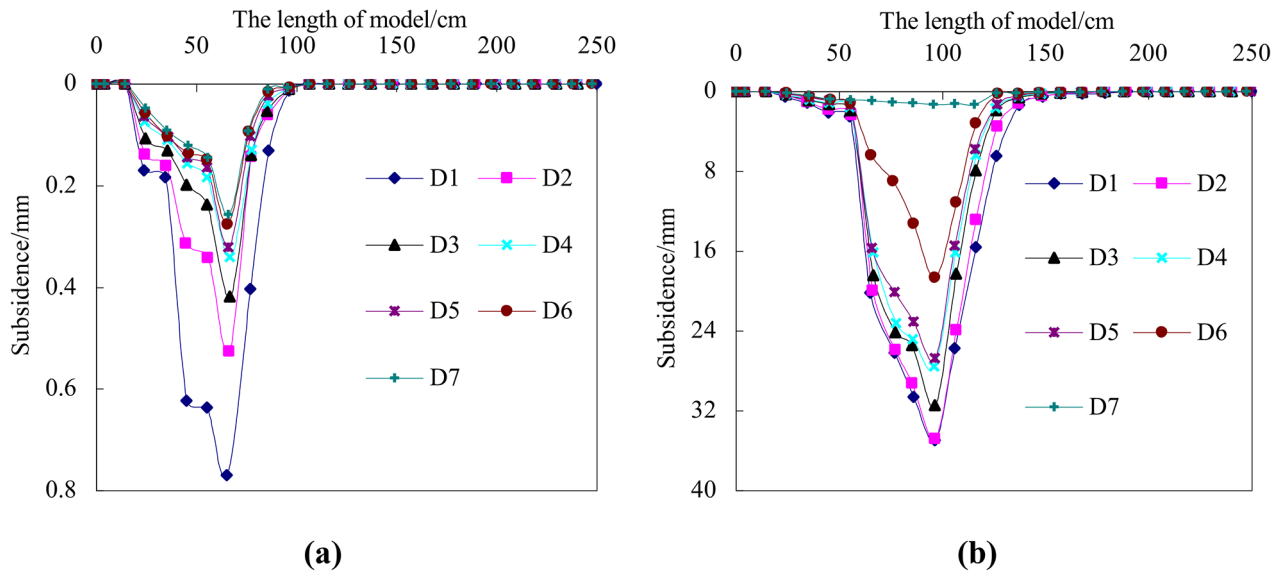 The length of model/cm
0 50 100 150 200 250
Subsidence/mm
0
0.2
0.4
0.6
0.8
D1 D2
D3 D4
D5 D6
D7
(a)
The length of model/cm
0 50 100 150 200 250
Subsidence/mm
0
8
16
24
32
40
D1 D2
D3 D4
D5 D6
D7
(b)